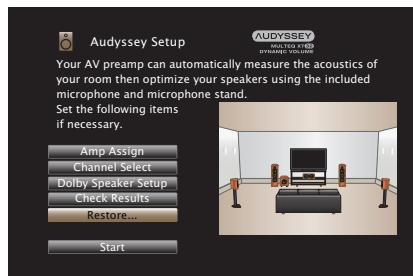 Audyssey Setup
AUDYSSEY
MULTEQ XT32
DYNAMIC VOLUME
Your AV preamp can automatically measure the acoustics of
your room then optimize your speakers using the included
microphone and microphone stand.
Set the following items
if necessary.
Amp Assign
Channel Select
Dolby Speaker Setup
Check Results
Restore...
Start